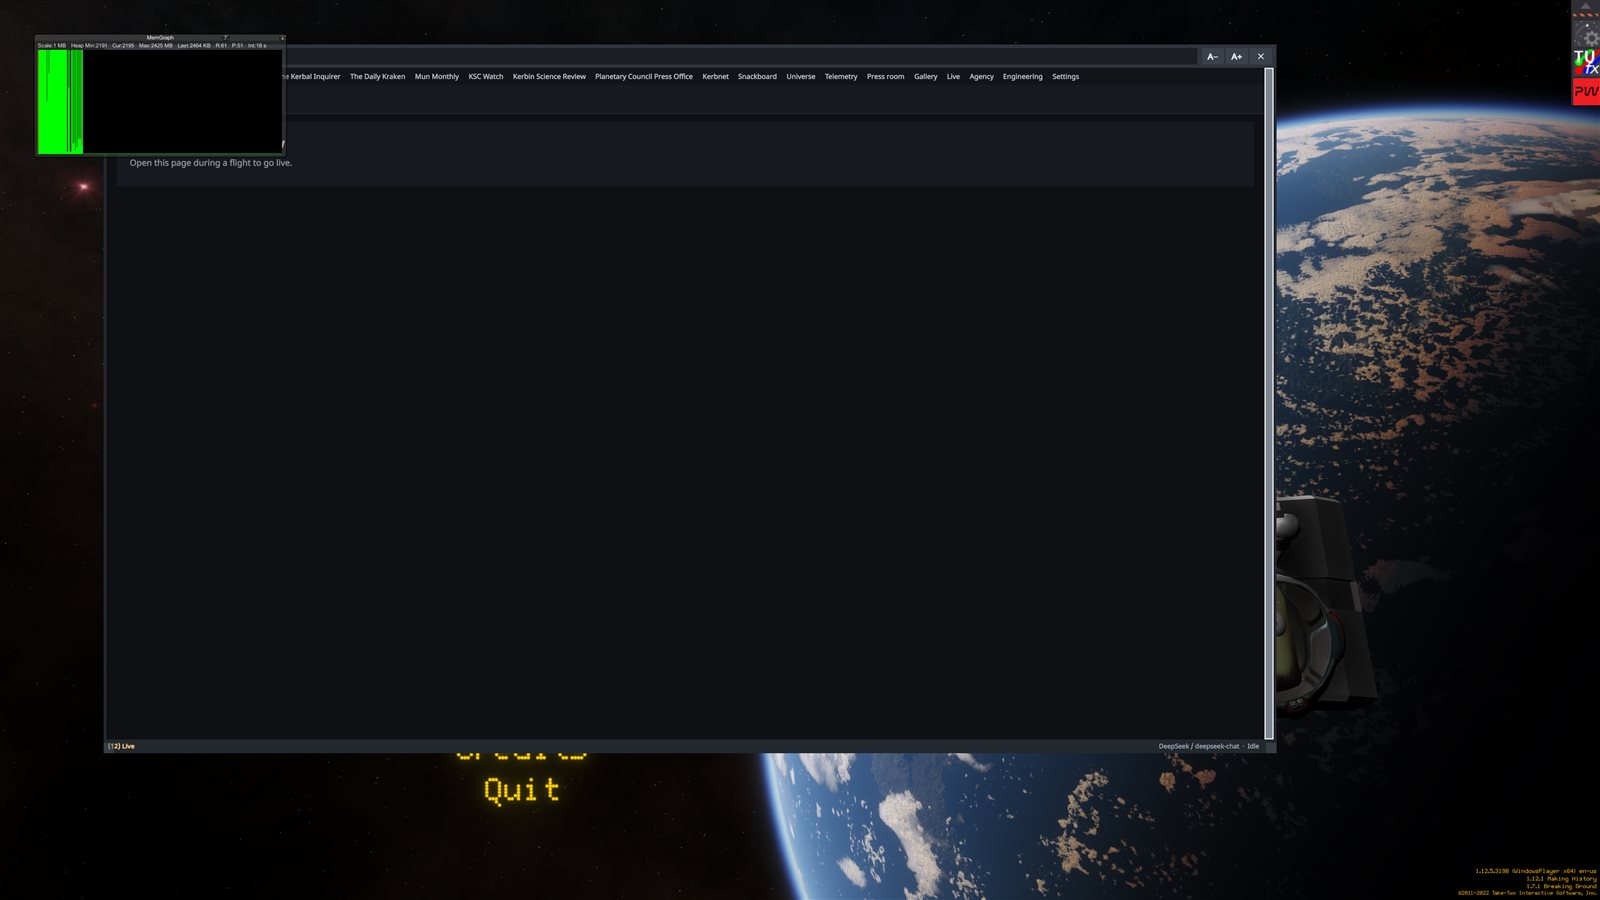 MemGraph
?
x
Scale:1 MB Heap Min:2191 Cur:2195 Max:2425 MB Last:2464 KB R:61 P:51 Int:18 s
A− A+ ✕
Kerbal Inquirer The Daily Kraken Mun Monthly KSC Watch Kerbin Science Review Planetary Council Press Office Kerbnet Snackboard Universe Telemetry Press room Gallery Live Agency Engineering Settings
Open this page during a flight to go live.
(12) Live
DeepSeek / deepseek-chat · Idle
Credits
Quit
TU
TX
PW
1.12.5.3190 (WindowsPlayer x64) en-us
1.12.1 Making History
1.7.1 Breaking Ground
©2011-2022 Take-Two Interactive Software, Inc.